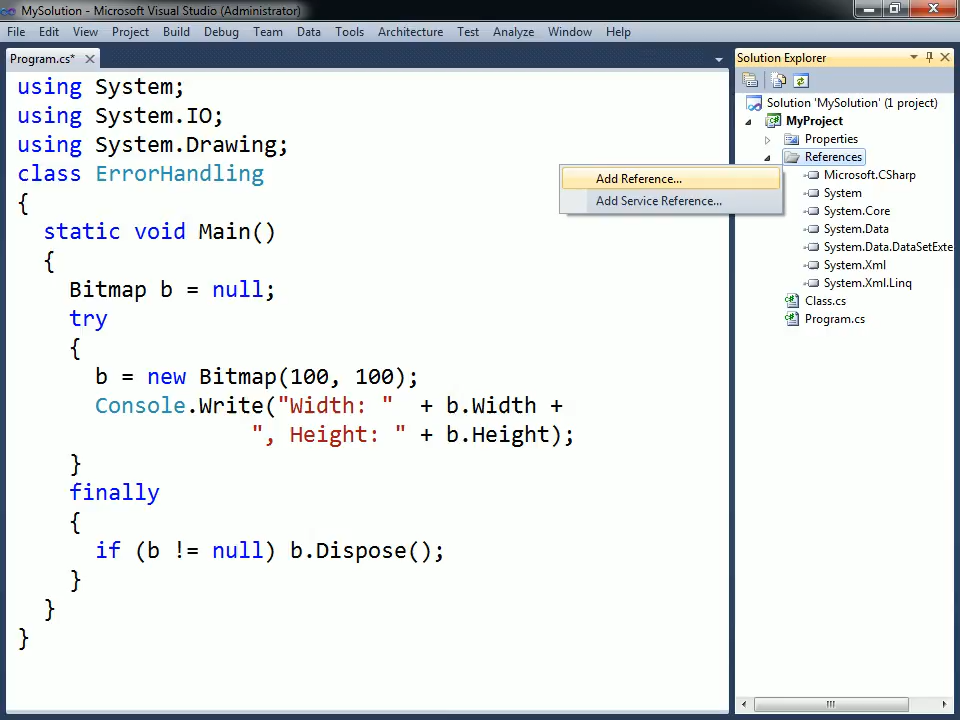 MySolution - Microsoft Visual Studio (Administrator)
File Edit View Project Build Debug Team Data Tools Architecture Test Analyze Window Help
Program.cs*
using System;
using System.IO;
using System.Drawing;
class ErrorHandling
{
static void Main()
{
Bitmap b = null;
try
{
b = new Bitmap(100, 100);
Console.Write("Width: " + b.Width +
", Height: " + b.Height);
}
finally
{
if (b != null) b.Dispose();
}
}
}
Add Reference...
Add Service Reference...
Solution Explorer
Solution 'MySolution' (1 project)
MyProject
Properties
References
Microsoft.CSharp
System
System.Core
System.Data
System.Data.DataSetExte
System.Xml
System.Xml.Linq
Class.cs
Program.cs